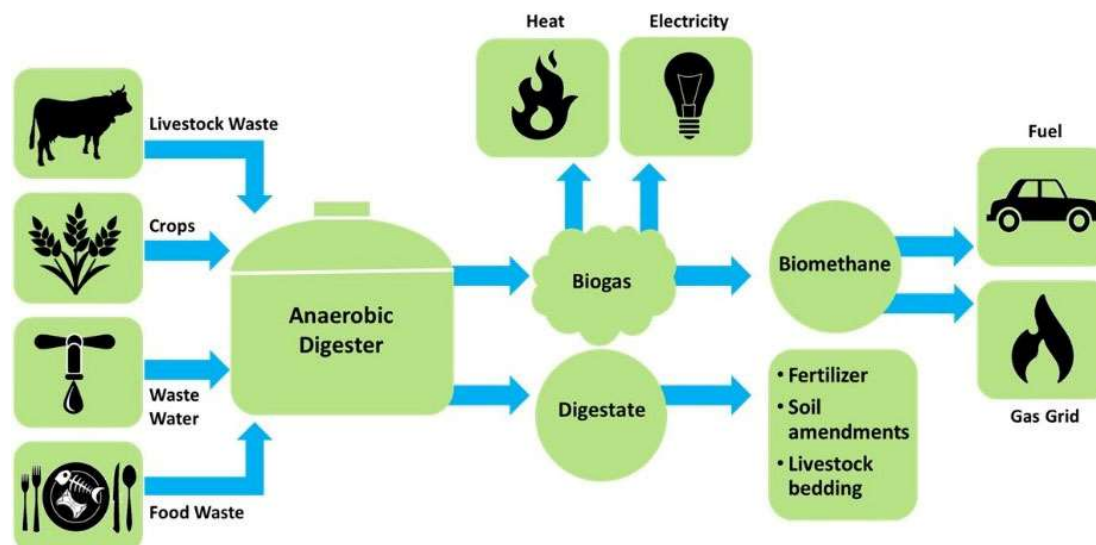 Heat
Electricity
Livestock Waste
Crops
Waste
Water
Food Waste
Anaerobic
Digester
Biogas
Digestate
Biomethane
• Fertilizer
• Soil
amendments
• Livestock
bedding
Fuel
Gas Grid